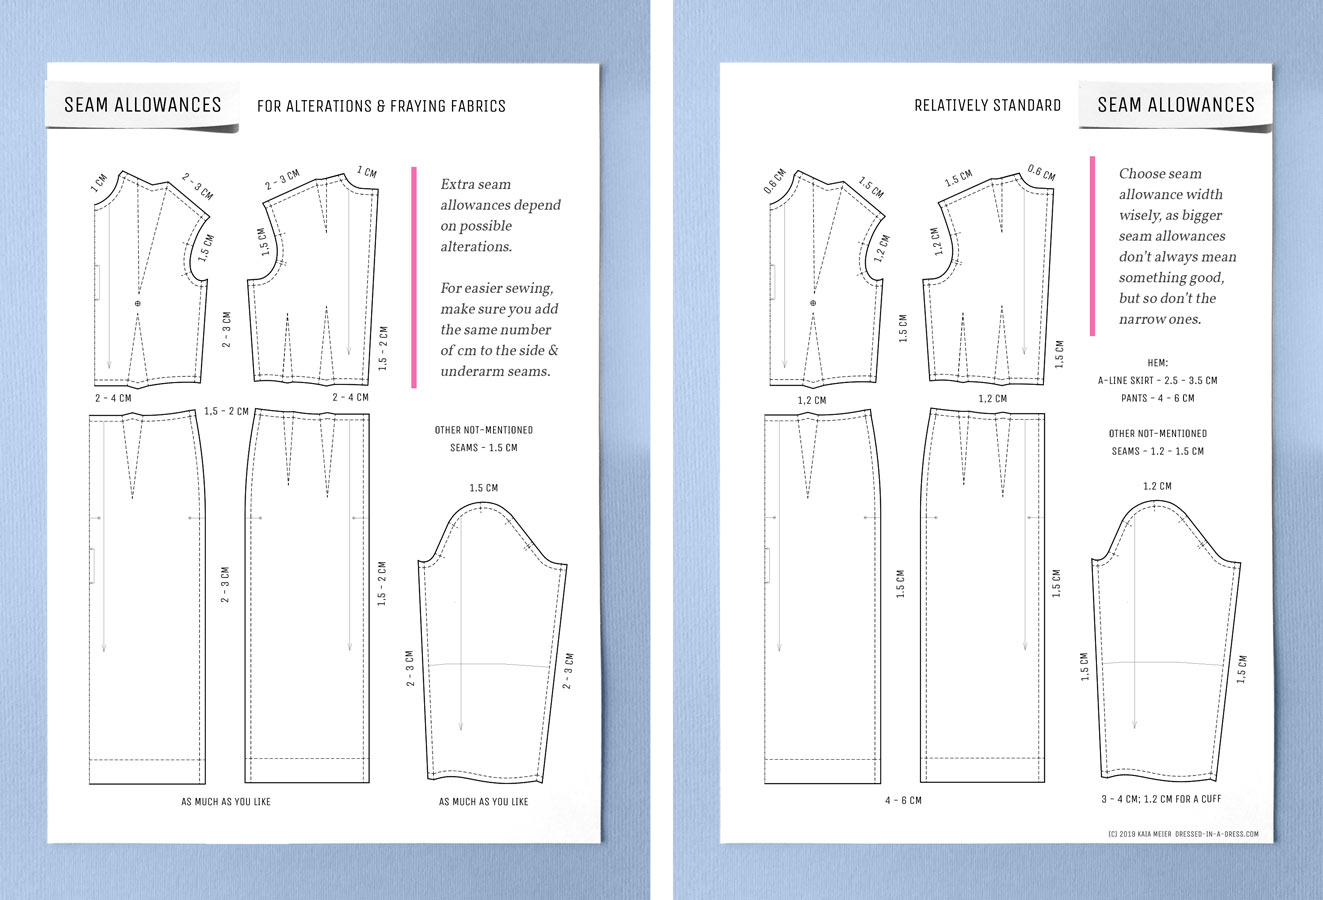 SEAM ALLOWANCES
FOR ALTERATIONS & FRAYING FABRICS
1 CM
2 - 3 CM
2 - 3 CM
1 CM
Extra seam
allowances depend
on possible
alterations.
For easier sewing,
make sure you add
the same number
of cm to the side &
underarm seams.
1.5 CM
1.5 CM
2 - 3 CM
1.5 - 2 CM
2 - 4 CM
2 - 4 CM
1,5 - 2 CM
OTHER NOT-MENTIONED
SEAMS - 1.5 CM
1.5 CM
2 - 3 CM
1.5 - 2 CM
2 - 3 CM
2 - 3 CM
AS MUCH AS YOU LIKE
AS MUCH AS YOU LIKE
RELATIVELY STANDARD
SEAM ALLOWANCES
0.6 CM
1.5 CM
1.5 CM
0.6 CM
Choose seam
allowance width
wisely, as bigger
seam allowances
don't always mean
something good,
but so don't the
narrow ones.
1.2 CM
1.2 CM
1.5 CM
1.5 CM
HEM:
A-LINE SKIRT - 2.5 - 3.5 CM
PANTS - 4 - 6 CM
1,2 CM
1,2 CM
OTHER NOT-MENTIONED
SEAMS - 1.2 - 1.5 CM
1.2 CM
1.5 CM
1.5 CM
1.5 CM
1.5 CM
4 - 6 CM
3 - 4 CM; 1.2 CM FOR A CUFF
(C) 2019 KAIA MEIER DRESSED-IN-A-DRESS.COM